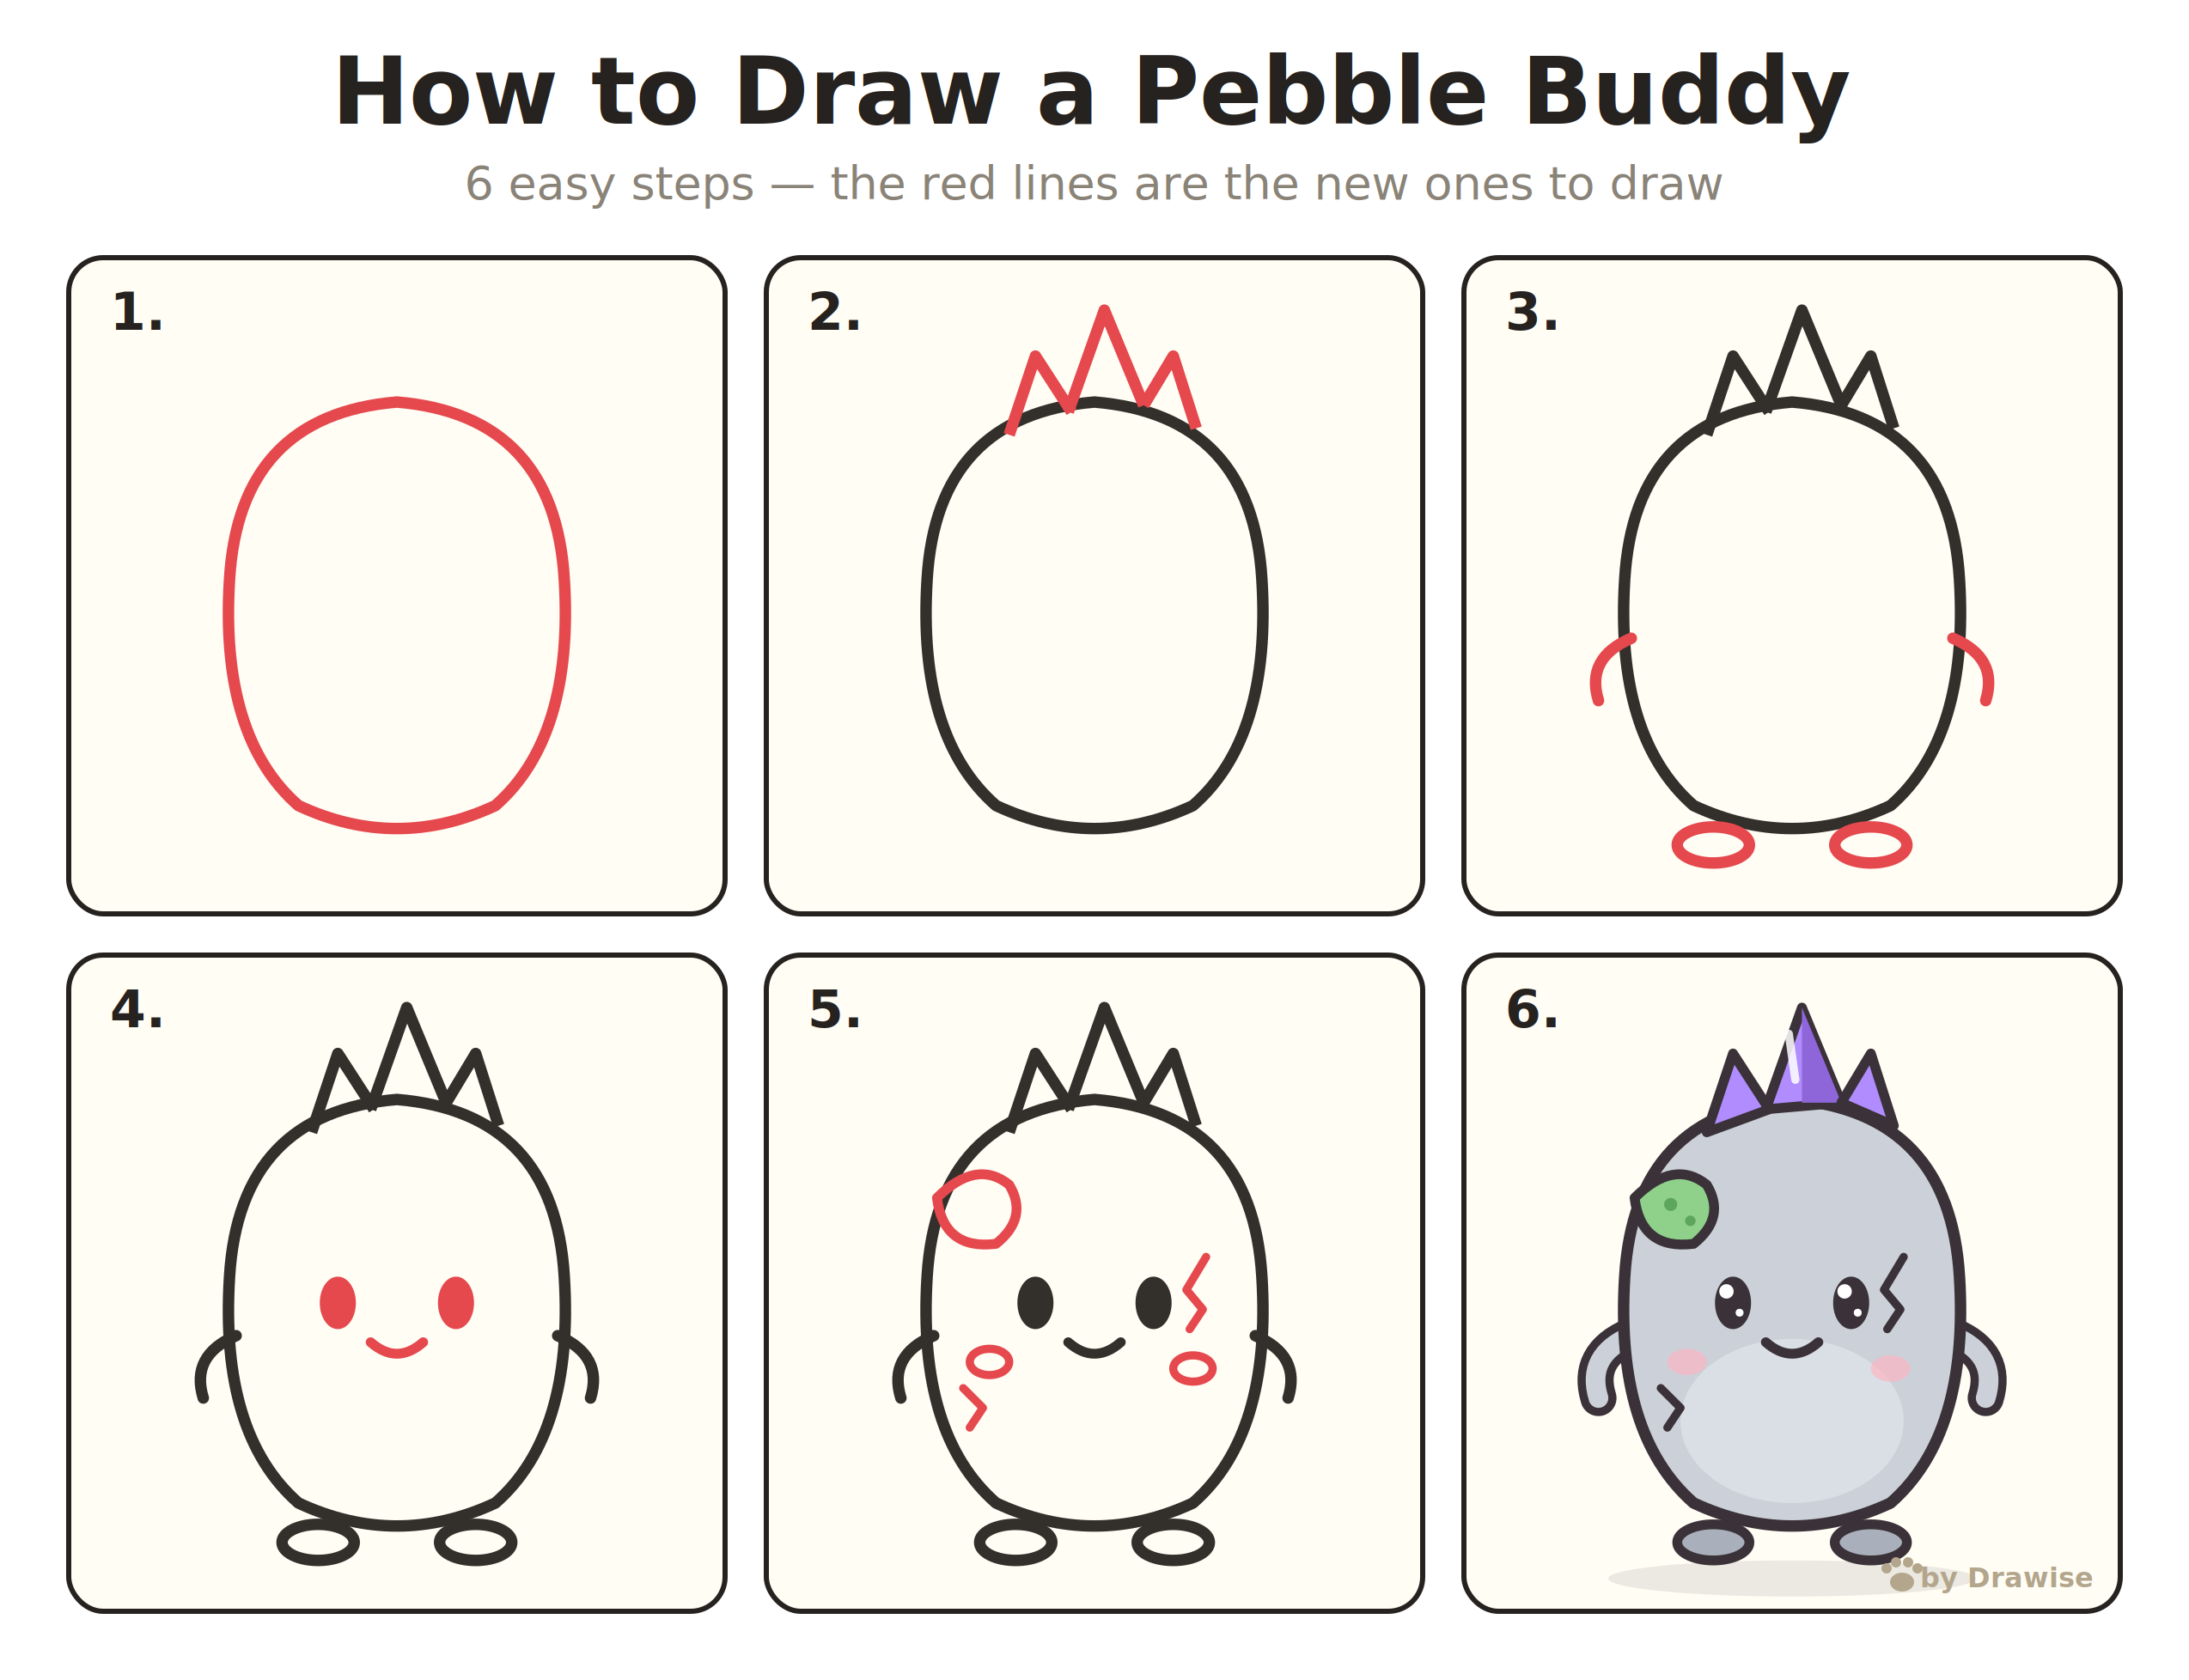 How to Draw a Pebble Buddy
6 easy steps — the red lines are the new ones to draw
1.
2.
3.
4.
5.
6.
by Drawise